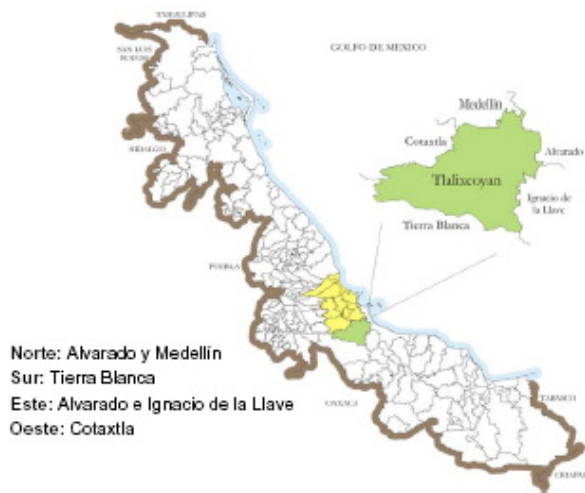 TAMAULIPAS
SAN LUIS
POTOSI
GOLFO DE MEXICO
Medellín
HIDALGO
Cotaxtla
Alvarado
Tlalixcoyan
Ignacio de
la Llave
Tierra Blanca
PUEBLA
Norte: Alvarado y Medellín
Sur: Tierra Blanca
Este: Alvarado e Ignacio de la Llave
Oeste: Cotaxtla
OAXACA
TABASCO
CHIAPAS